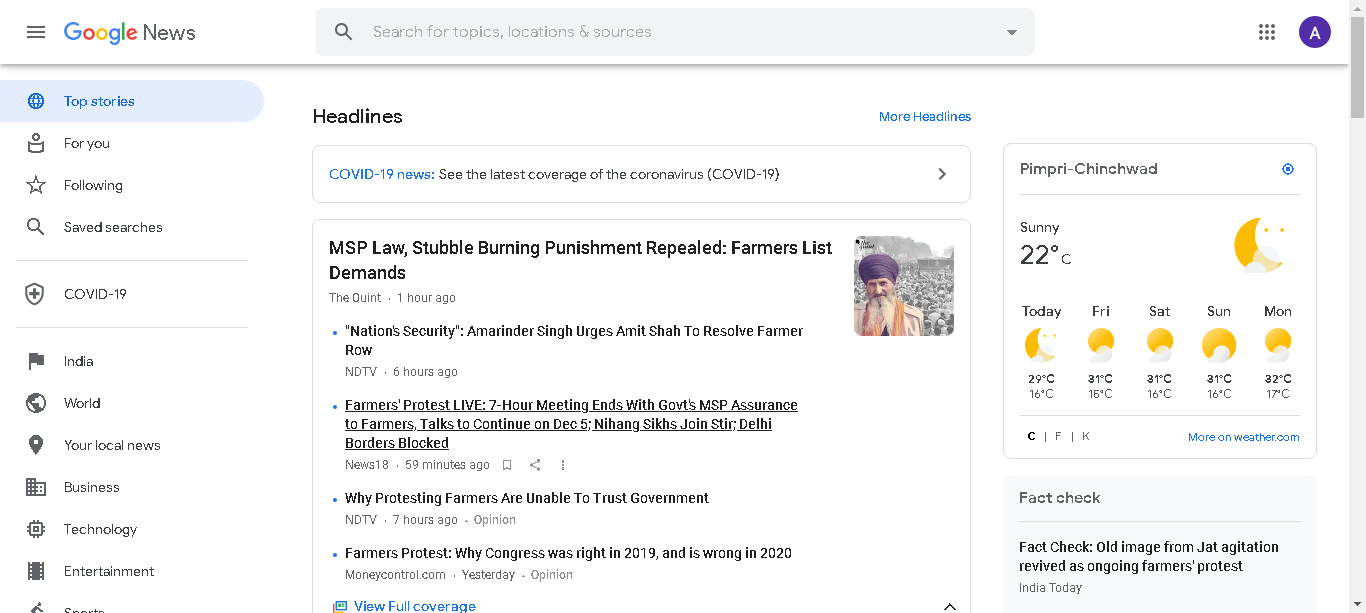 Google News
Search for topics, locations & sources
A
Top stories
For you
Following
Saved searches
COVID-19
India
World
Your local news
Business
Technology
Entertainment
Sports
Headlines
More Headlines
COVID-19 news: See the latest coverage of the coronavirus (COVID-19)
MSP Law, Stubble Burning Punishment Repealed: Farmers List
Demands
The Quint · 1 hour ago
"Nation's Security": Amarinder Singh Urges Amit Shah To Resolve Farmer
Row
NDTV · 6 hours ago
Farmers' Protest LIVE: 7-Hour Meeting Ends With Govt's MSP Assurance
to Farmers, Talks to Continue on Dec 5; Nihang Sikhs Join Stir; Delhi
Borders Blocked
News18 · 59 minutes ago
Why Protesting Farmers Are Unable To Trust Government
NDTV · 7 hours ago · Opinion
Farmers Protest: Why Congress was right in 2019, and is wrong in 2020
Moneycontrol.com · Yesterday · Opinion
View Full coverage
Pimpri-Chinchwad
Sunny
22°C
Today Fri Sat Sun Mon
29°C 31°C 31°C 31°C 32°C
16°C 15°C 16°C 16°C 17°C
C | F | K
More on weather.com
Fact check
Fact Check: Old image from Jat agitation
revived as ongoing farmers' protest
India Today